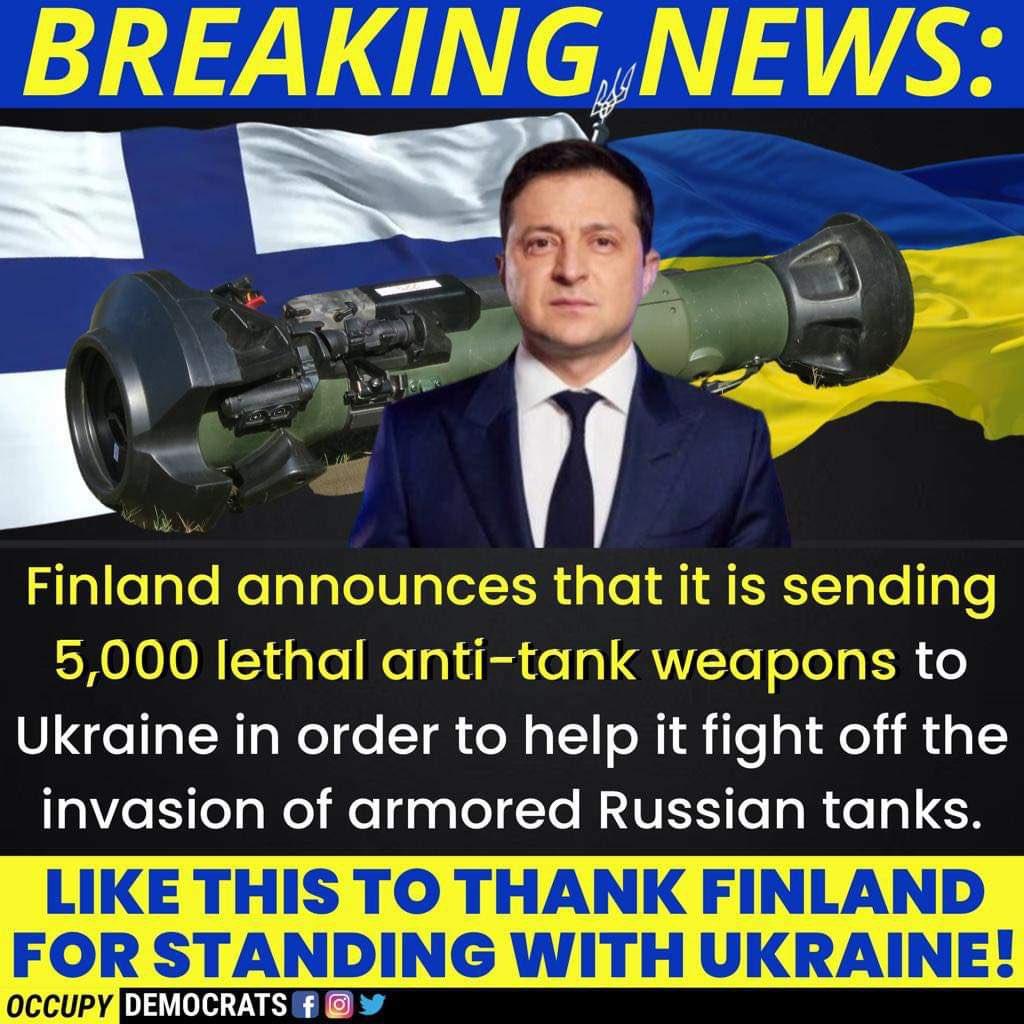 BREAKING NEWS:
Finland announces that it is sending
5,000 lethal anti-tank weapons to
Ukraine in order to help it fight off the
invasion of armored Russian tanks.
LIKE THIS TO THANK FINLAND
FOR STANDING WITH UKRAINE!
OCCUPY DEMOCRATS